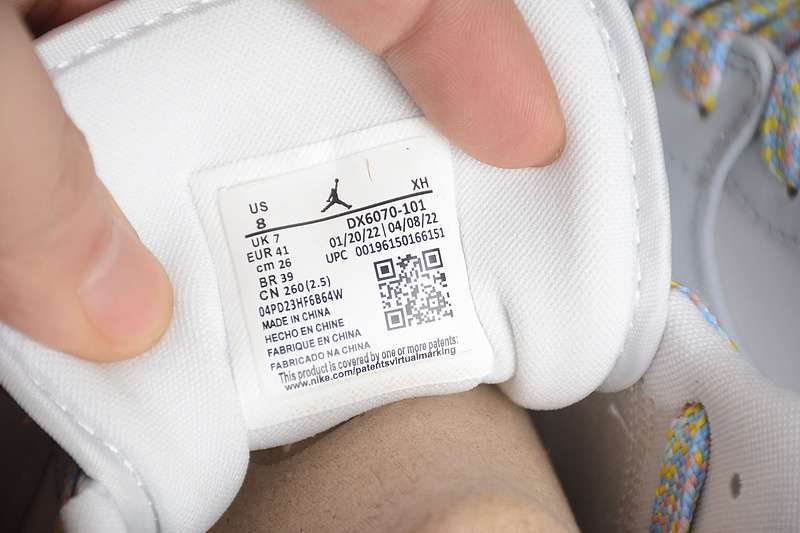 US
XH
8
UK 7
DX6070-101
EUR 41
01/20/22 | 04/08/22
cm 26
UPC 00196150166151
BR 39
CN 260 (2.5)
04PD23HF6B64W
MADE IN CHINA
HECHO EN CHINE
FABRIQUE EN CHINE
FABRICADO NA CHINA
This product is covered by one or more patents:
www.nike.com/patentsvirtualmarking